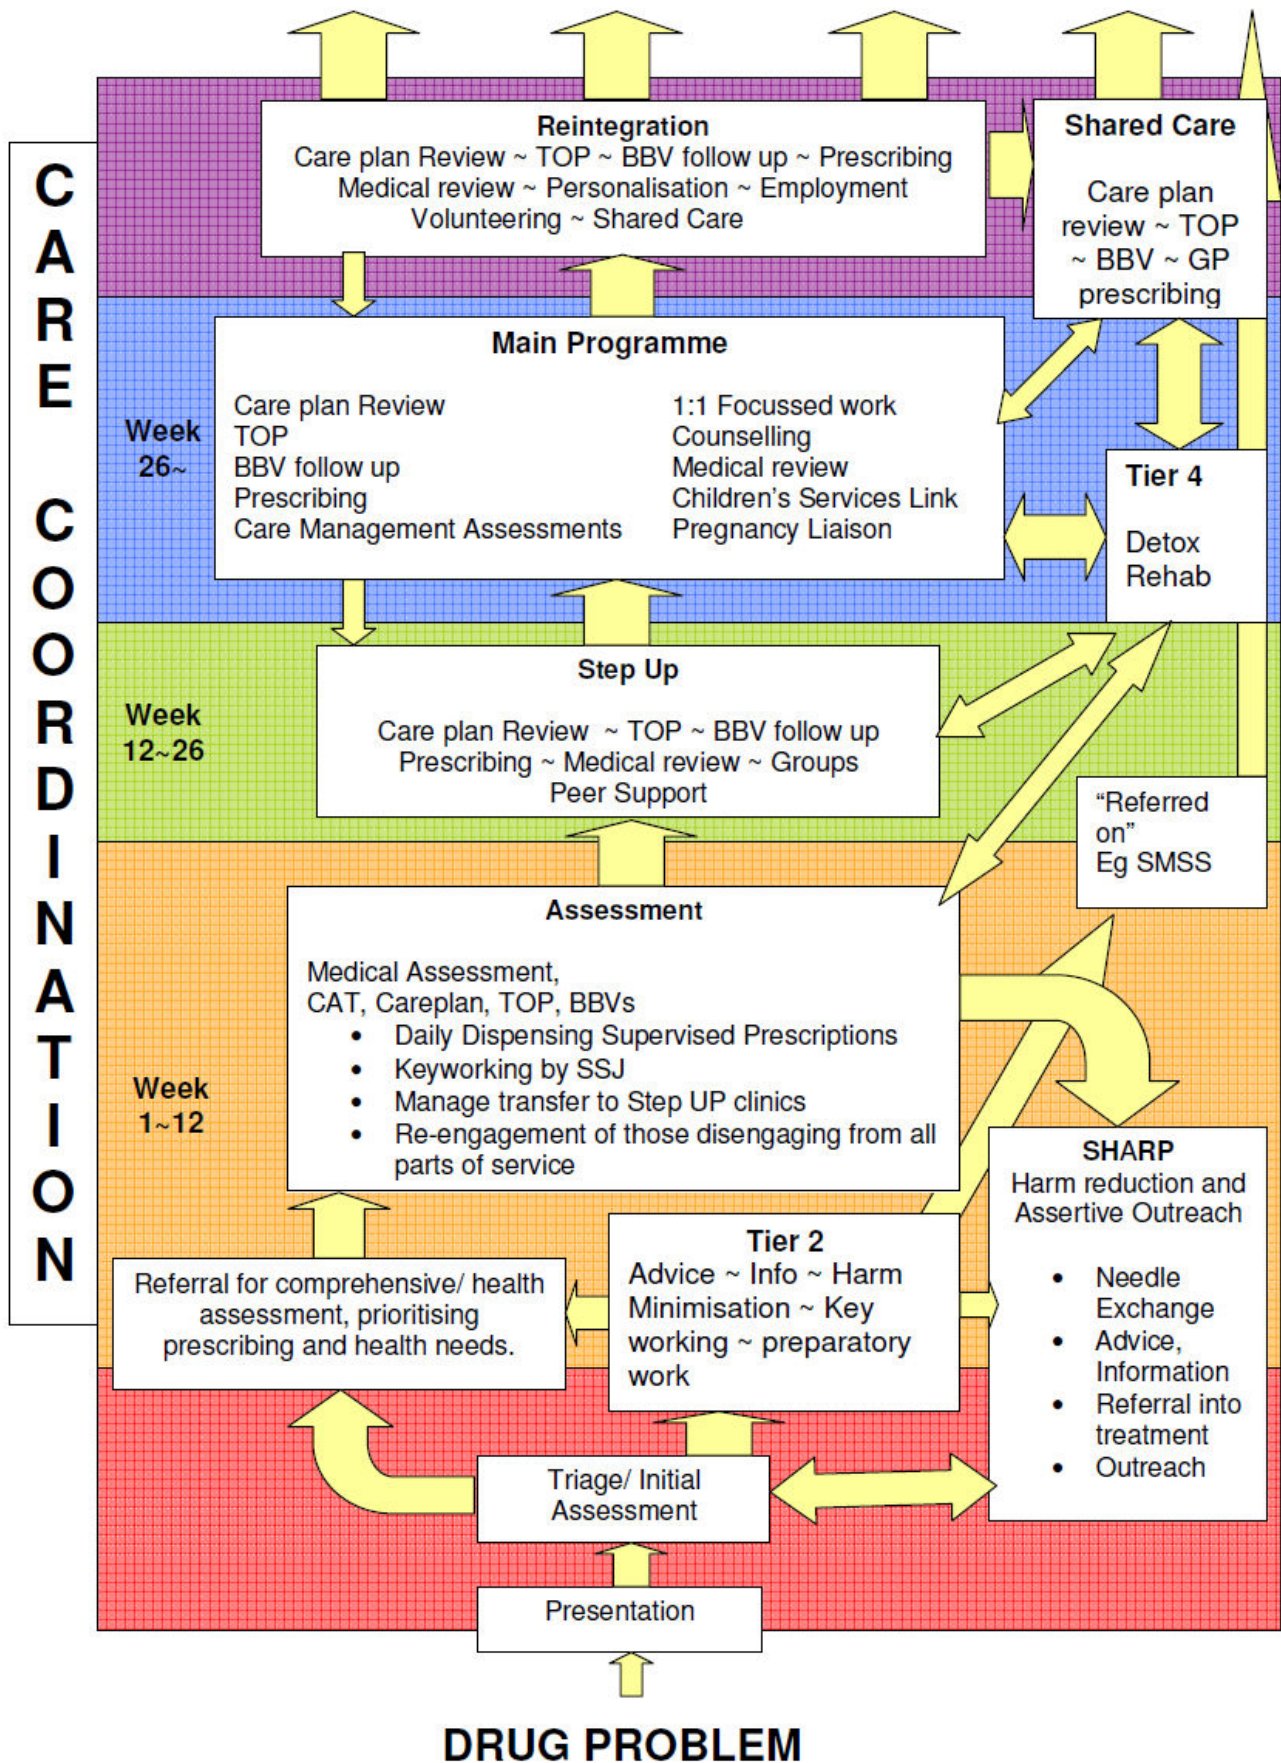 CARE COORDINATION
Reintegration
Care plan Review ~ TOP ~ BBV follow up ~ Prescribing
Medical review ~ Personalisation ~ Employment
Volunteering ~ Shared Care
Shared Care
Care plan
review ~ TOP
~ BBV ~ GP
prescribing
Week
26~
Main Programme
Care plan Review
TOP
BBV follow up
Prescribing
Care Management Assessments
1:1 Focussed work
Counselling
Medical review
Children's Services Link
Pregnancy Liaison
Tier 4
Detox
Rehab
Week
12~26
Step Up
Care plan Review ~ TOP ~ BBV follow up
Prescribing ~ Medical review ~ Groups
Peer Support
“Referred
on”
Eg SMSS
Week
1~12
Assessment
Medical Assessment,
CAT, Careplan, TOP, BBVs
• Daily Dispensing Supervised Prescriptions
• Keyworking by SSJ
• Manage transfer to Step UP clinics
• Re-engagement of those disengaging from all
parts of service
SHARP
Harm reduction and
Assertive Outreach
• Needle
Exchange
• Advice,
Information
• Referral into
treatment
• Outreach
Tier 2
Advice ~ Info ~ Harm
Minimisation ~ Key
working ~ preparatory
work
Referral for comprehensive/ health
assessment, prioritising
prescribing and health needs.
Triage/ Initial
Assessment
Presentation
DRUG PROBLEM